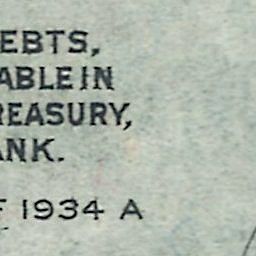 EBTS,
ABLE IN
REASURY,
ANK.
F 1934 A